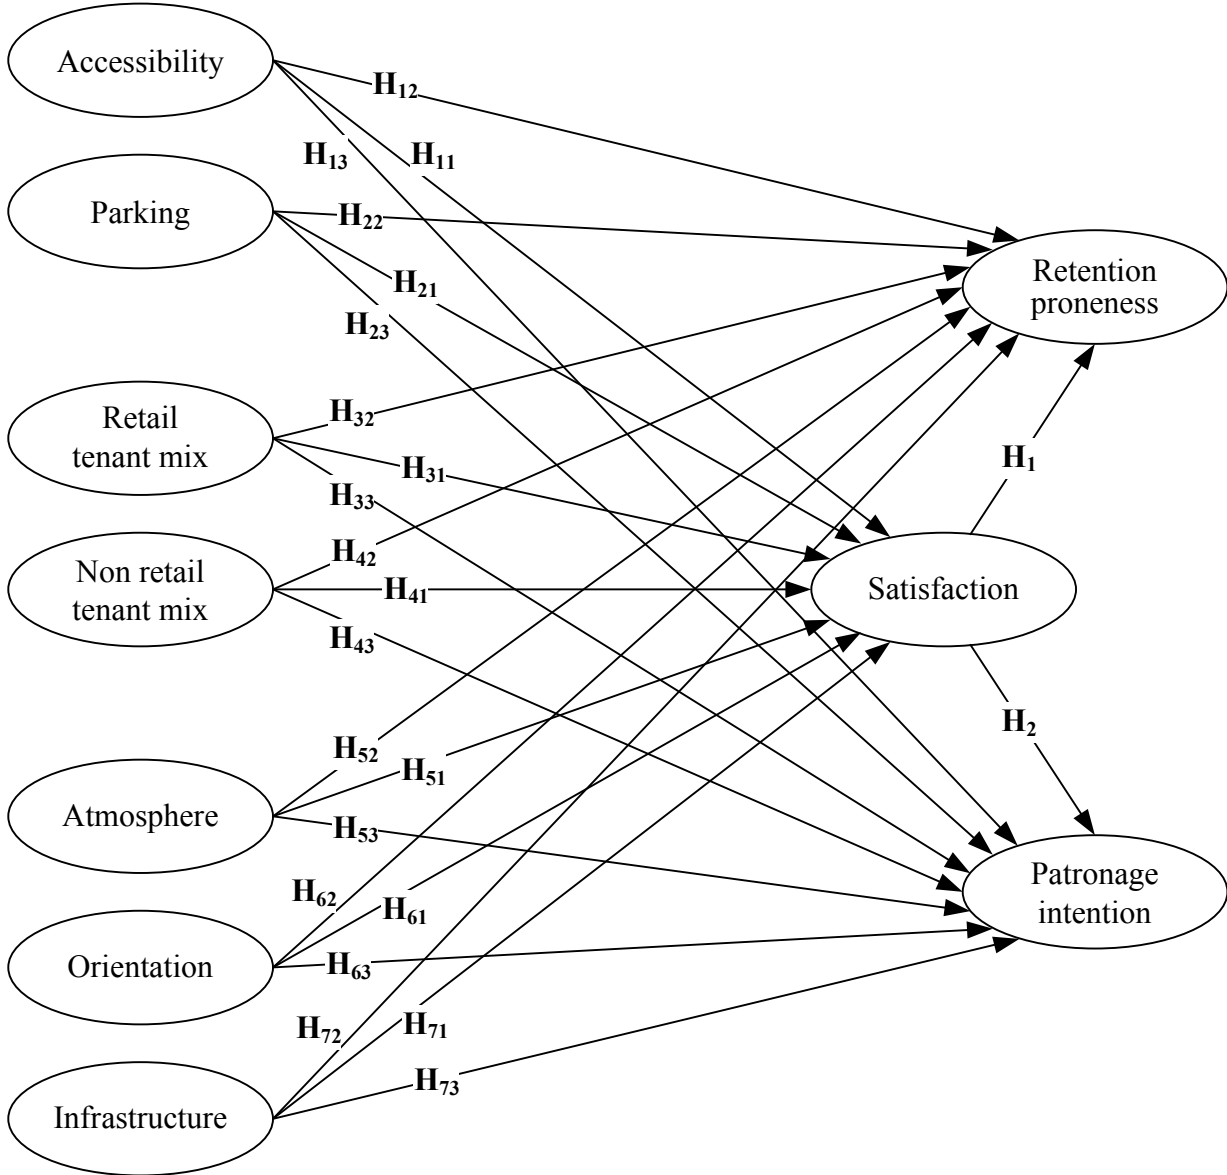 Accessibility
H12
H13
H11
Parking
H22
H21
H23
Retention
proneness
Retail
tenant mix
H32
H31
H33
H1
Non retail
tenant mix
H42
H41
H43
Satisfaction
H2
Atmosphere
H52
H51
H53
Patronage
intention
Orientation
H62
H61
H63
Infrastructure
H72
H71
H73